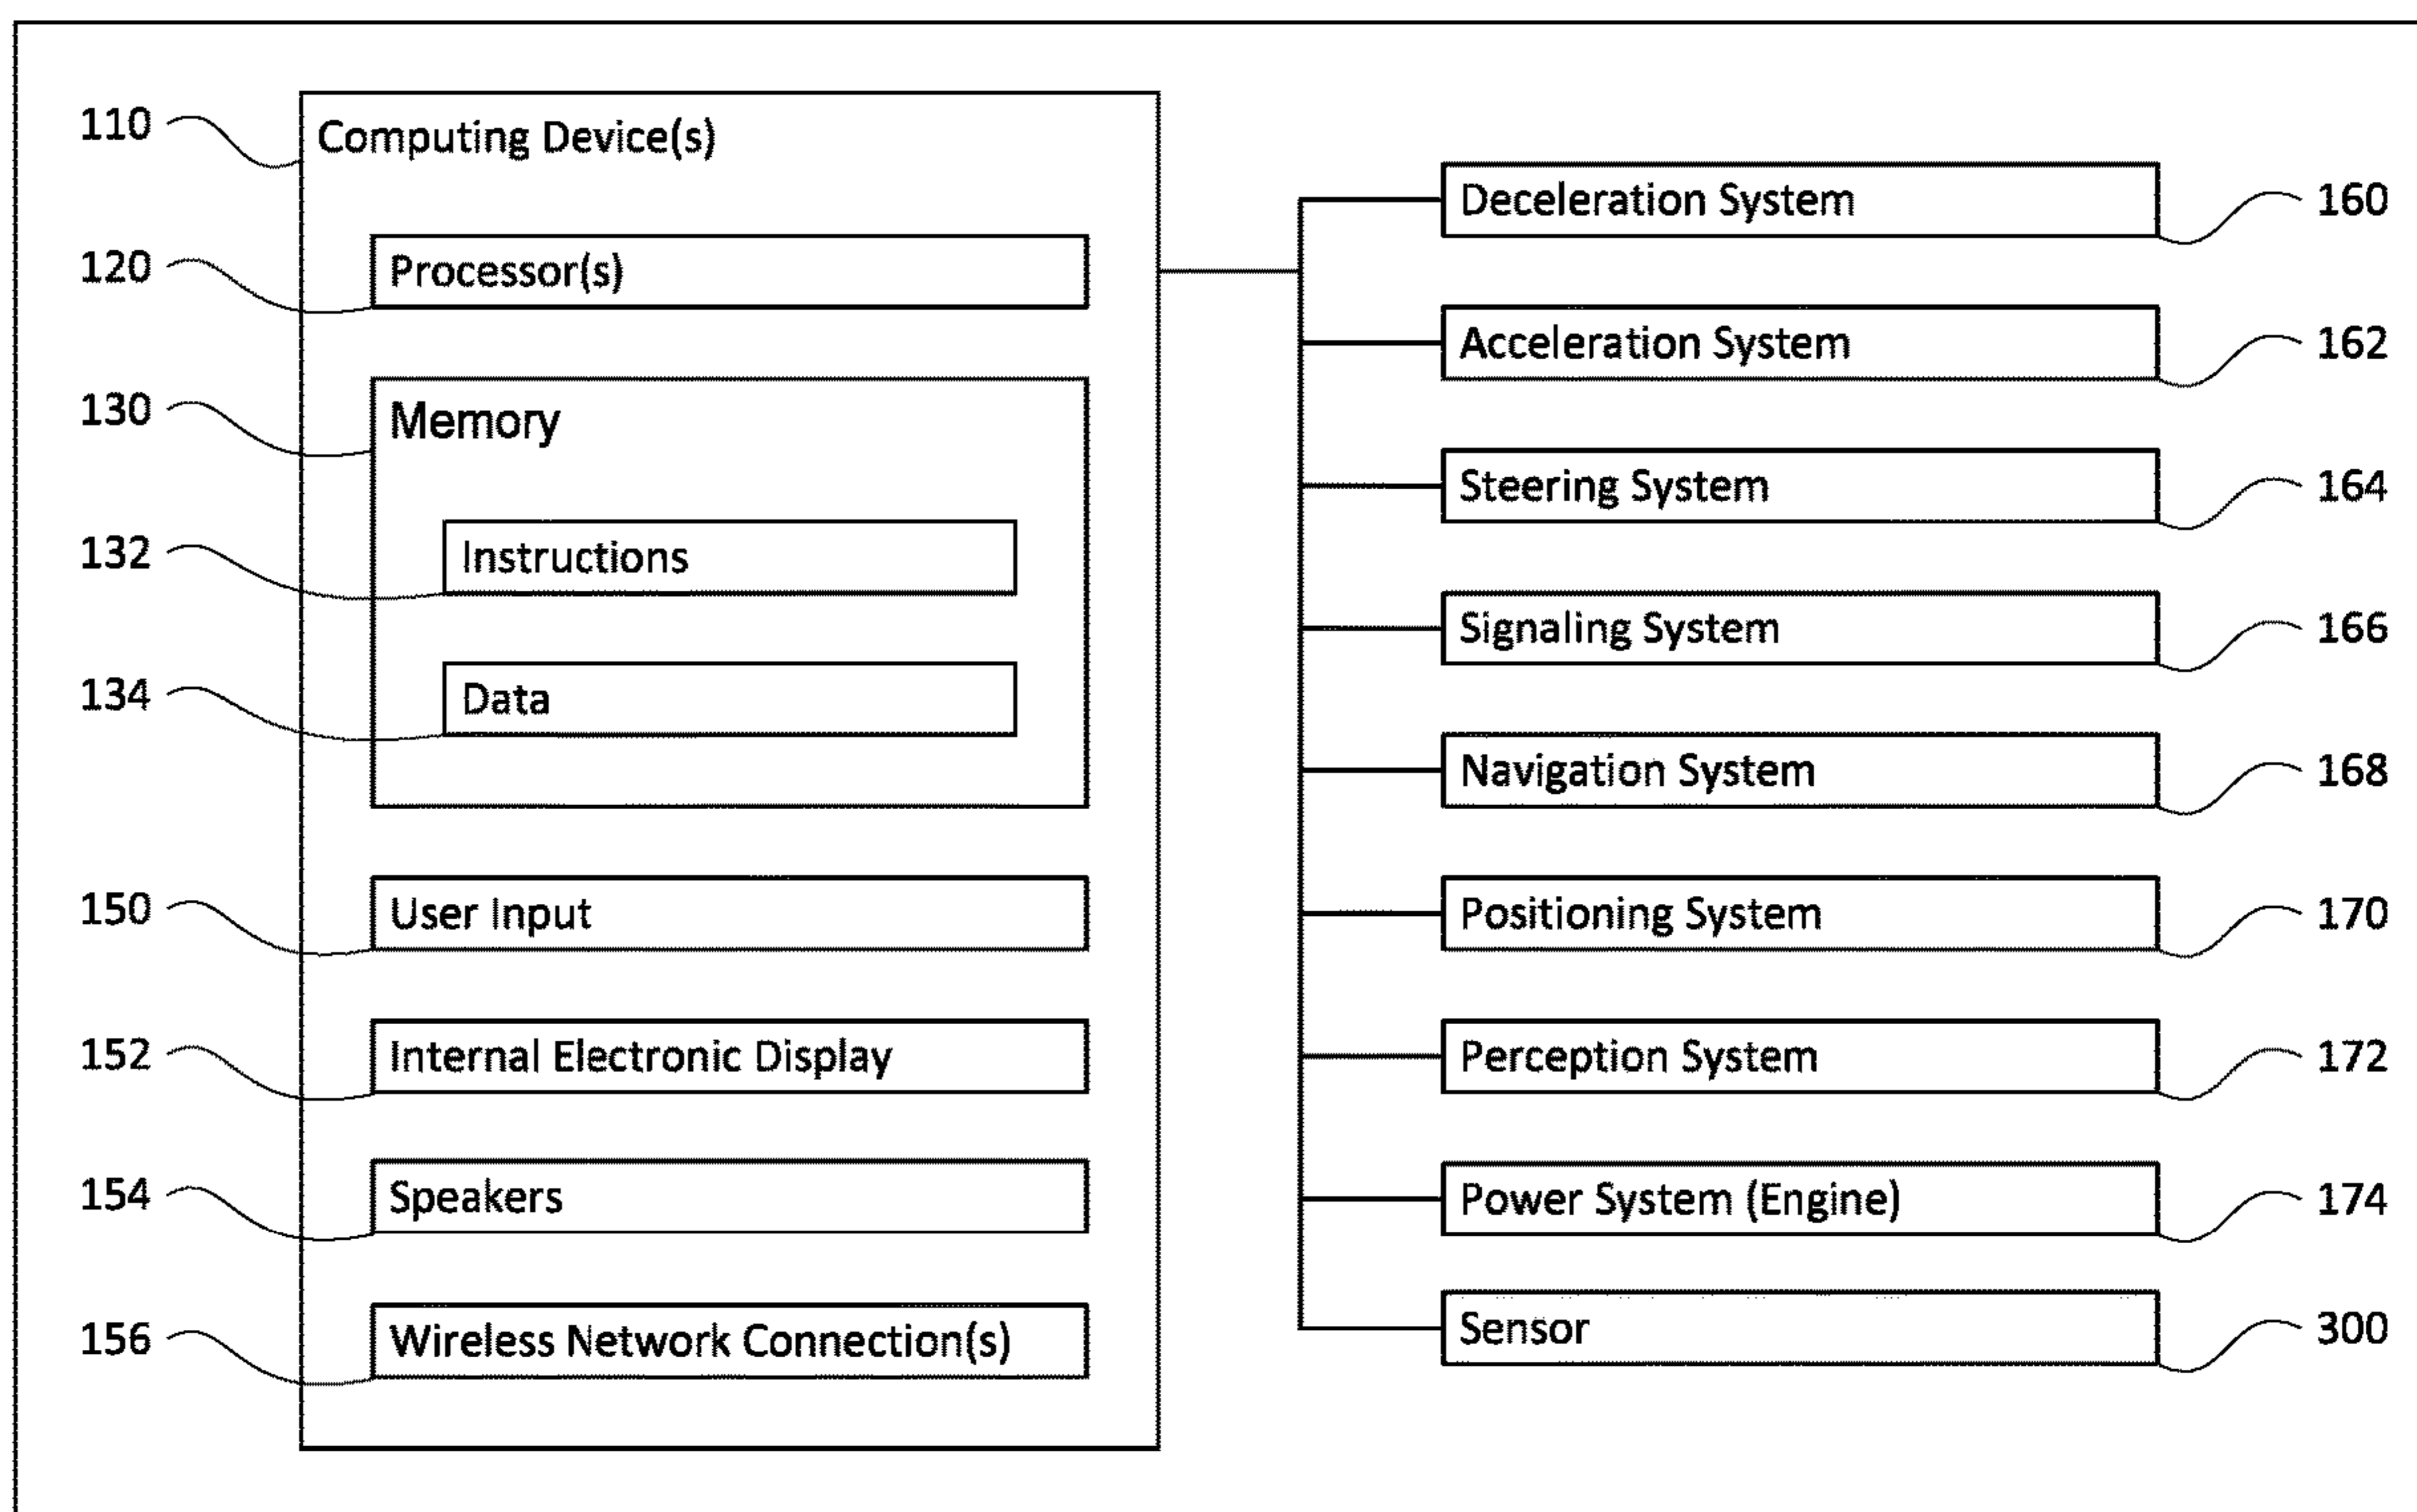 110 Computing Device(s)
120 Processor(s)
130 Memory
132 Instructions
134 Data
150 User Input
152 Internal Electronic Display
154 Speakers
156 Wireless Network Connection(s)
Deceleration System 160
Acceleration System 162
Steering System 164
Signaling System 166
Navigation System 168
Positioning System 170
Perception System 172
Power System (Engine) 174
Sensor 300